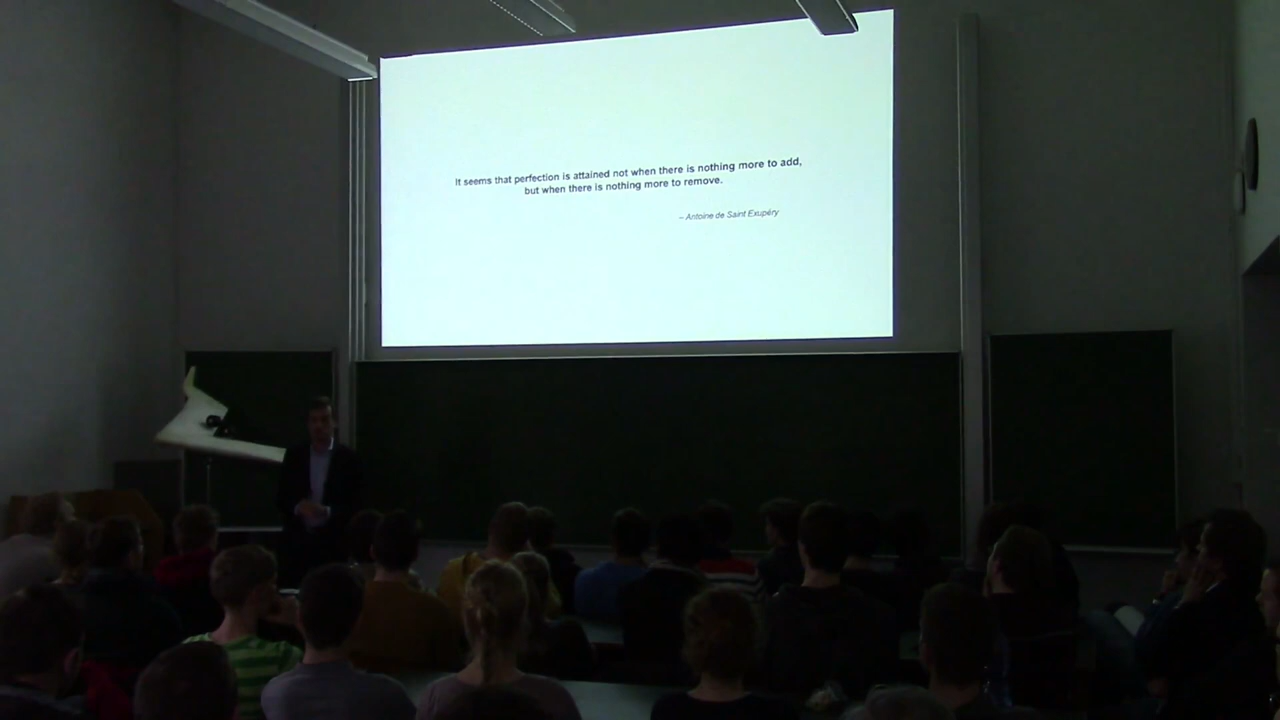 It seems that perfection is attained not when there is nothing more to add,
but when there is nothing more to remove.
– Antoine de Saint Exupéry